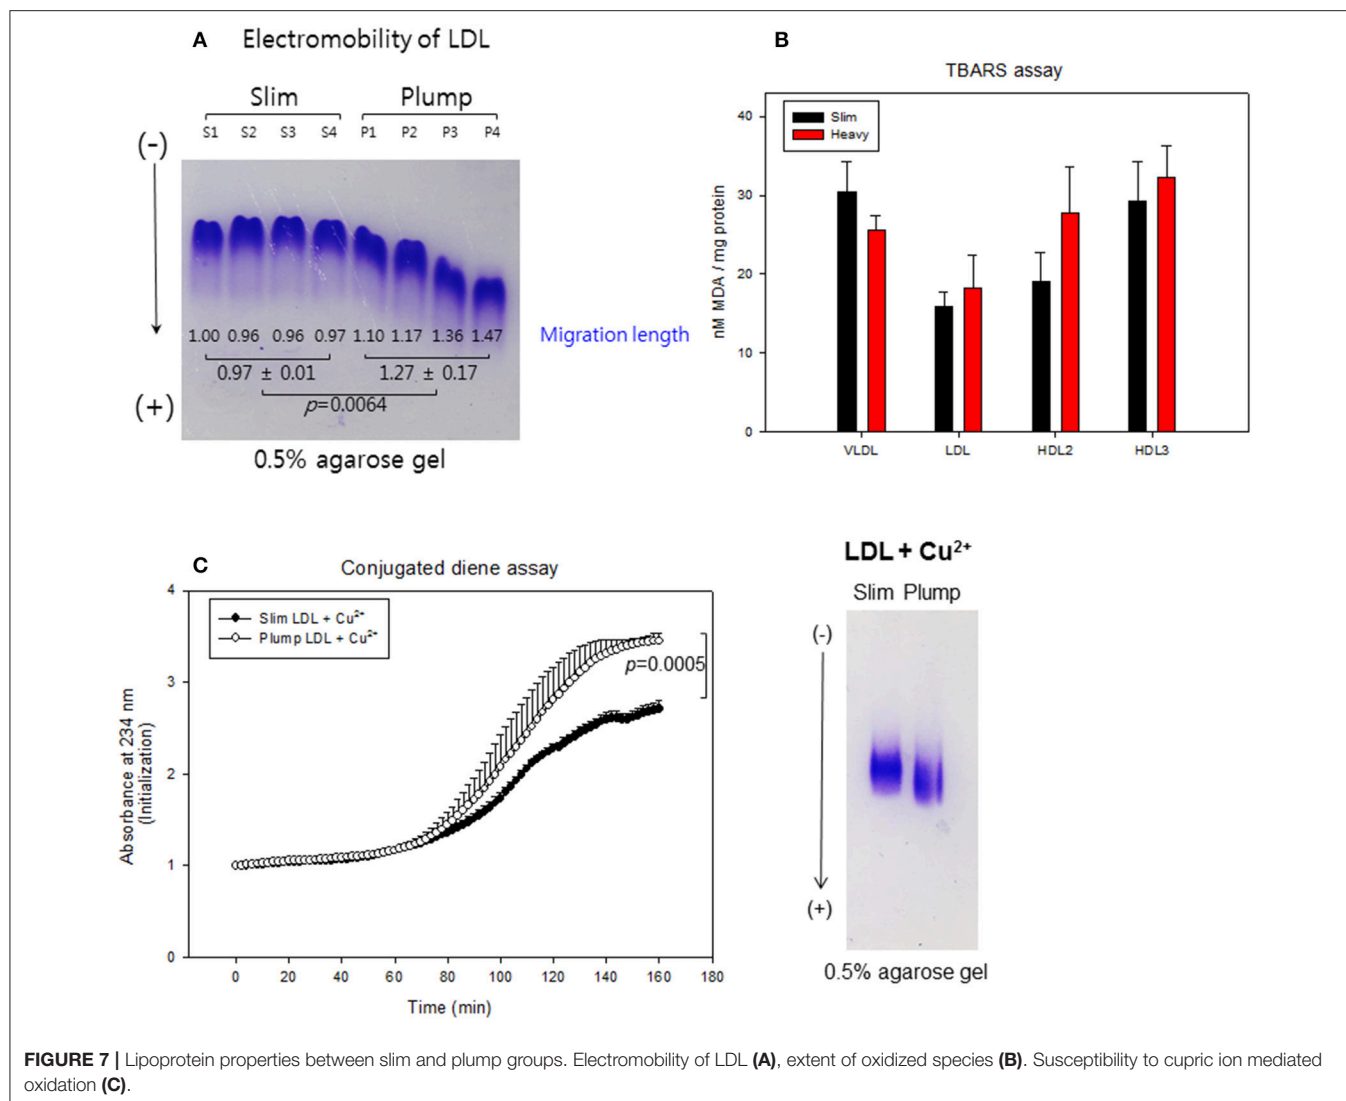 A
Electromobility of LDL
Slim Plump
S1 S2 S3 S4 P1 P2 P3 P4
(-)
1.00 0.96 0.96 0.97 1.10 1.17 1.36 1.47
Migration length
0.97 ± 0.01 1.27 ± 0.17
p=0.0064
(+)
0.5% agarose gel
B
TBARS assay
Slim
Heavy
nM MDA / mg protein
40
30
20
10
0
VLDL LDL HDL2 HDL3
C
Conjugated diene assay
Slim LDL + Cu²⁺
Plump LDL + Cu²⁺
p=0.0005
Absorbance at 234 nm
(Initialization)
4
3
2
1
0
0 20 40 60 80 100 120 140 160 180
Time (min)
LDL + Cu²⁺
Slim Plump
(-)
(+)
0.5% agarose gel
FIGURE 7 | Lipoprotein properties between slim and plump groups. Electromobility of LDL (A), extent of oxidized species (B). Susceptibility to cupric ion mediated
oxidation (C).